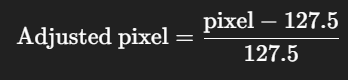 Adjusted pixel = (pixel − 127.5) / 127.5